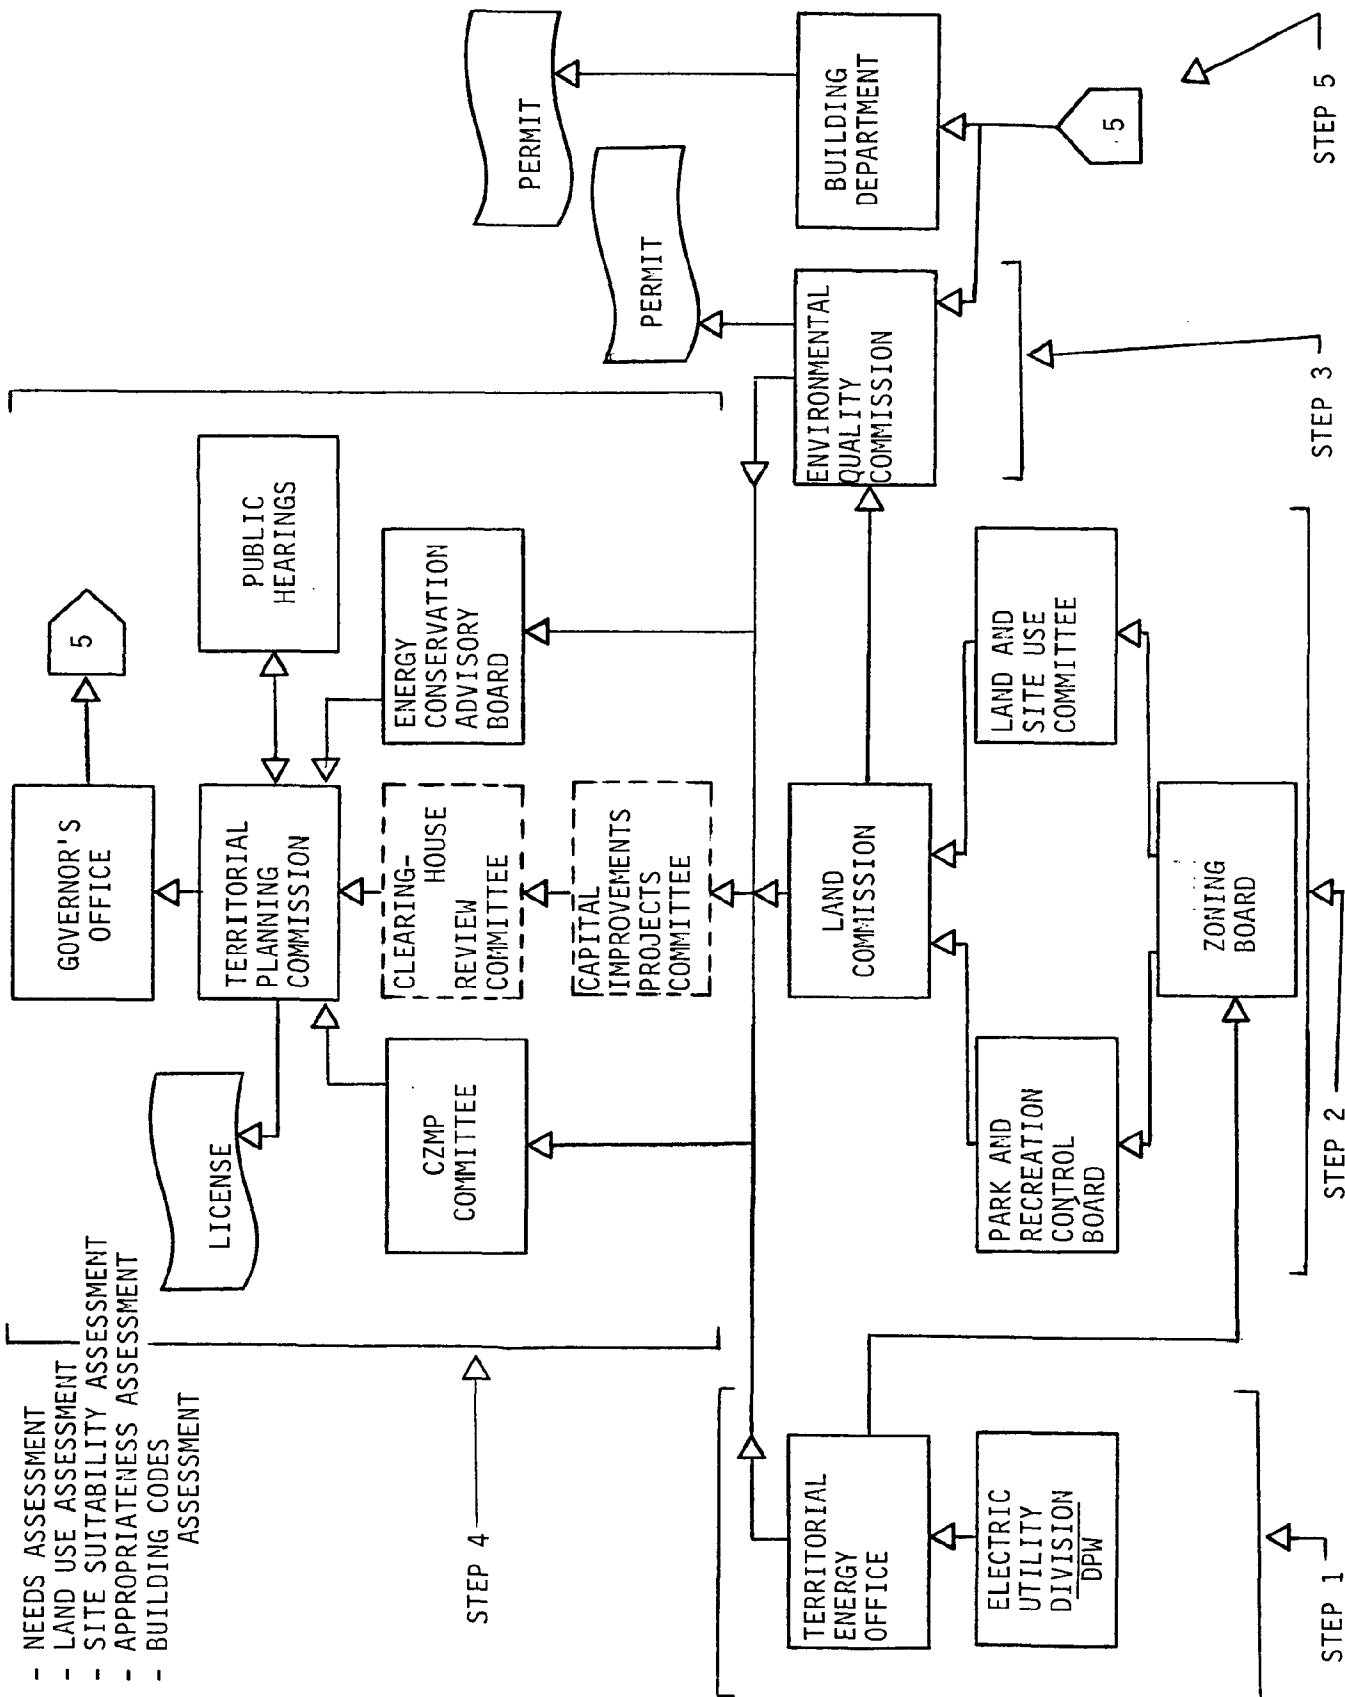 - NEEDS ASSESSMENT
- LAND USE ASSESSMENT
- SITE SUITABILITY ASSESSMENT
- APPROPRIATENESS ASSESSMENT
- BUILDING CODES
ASSESSMENT
STEP 4
LICENSE
GOVERNOR'S
OFFICE
5
TERRITORIAL
PLANNING
COMMISSION
PUBLIC
HEARINGS
CZMP
COMMITTEE
CLEARING-
HOUSE
REVIEW
COMMITTEE
ENERGY
CONSERVATION
ADVISORY
BOARD
CAPITAL
IMPROVEMENTS
PROJECTS
COMMITTEE
PERMIT
PERMIT
TERRITORIAL
ENERGY
OFFICE
LAND
COMMISSION
ENVIRONMENTAL
QUALITY
COMMISSION
BUILDING
DEPARTMENT
ELECTRIC
UTILITY
DIVISION
DPW
PARK AND
RECREATION
CONTROL
BOARD
LAND AND
SITE USE
COMMITTEE
5
ZONING
BOARD
STEP 1
STEP 2
STEP 3
STEP 5